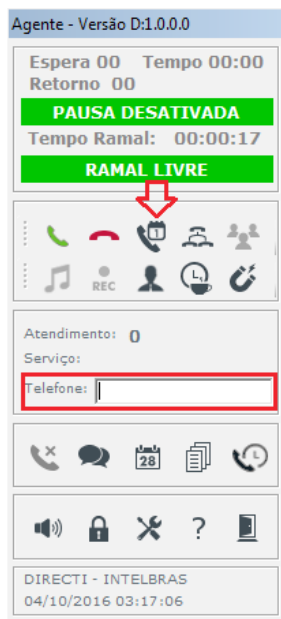 Agente - Versão D:1.0.0.0
Espera 00 Tempo 00:00
Retorno 00
PAUSA DESATIVADA
Tempo Ramal: 00:00:17
RAMAL LIVRE
1
REC
Atendimento: 0
Serviço:
Telefone:
28
?
DIRECTI - INTELBRAS
04/10/2016 03:17:06